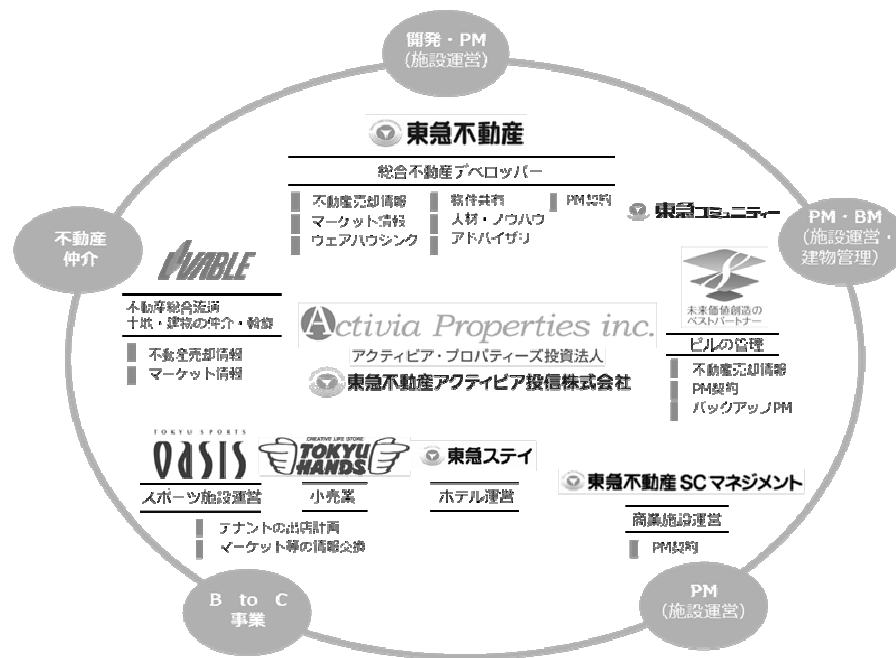 開発・PM
(施設運営)
東急不動産
総合不動産デベロッパー
不動産売却情報
マーケット情報
ウェアハウジング
物件共有
人材・ノウハウ
アドバイザリ
PM契約
東急コミュニティー
PM・BM
(施設運営・
建物管理)
不動産
仲介
LIVABLE
不動産総合流通
土地・建物の仲介・斡旋
不動産売却情報
マーケット情報
Activia Properties inc.
アクティビア・プロパティーズ投資法人
東急不動産アクティビア投信株式会社
未来価値創造の
ベストパートナー
ビルの管理
不動産売却情報
PM契約
バックアップPM
TOKYU SPORTS
OASIS
スポーツ施設運営
CREATIVE LIFE STORE
TOKYU
HANDS
小売業
東急ステイ
ホテル運営
テナントの出店計画
マーケット等の情報交換
東急不動産SCマネジメント
商業施設運営
PM契約
B to C
事業
PM
(施設運営)